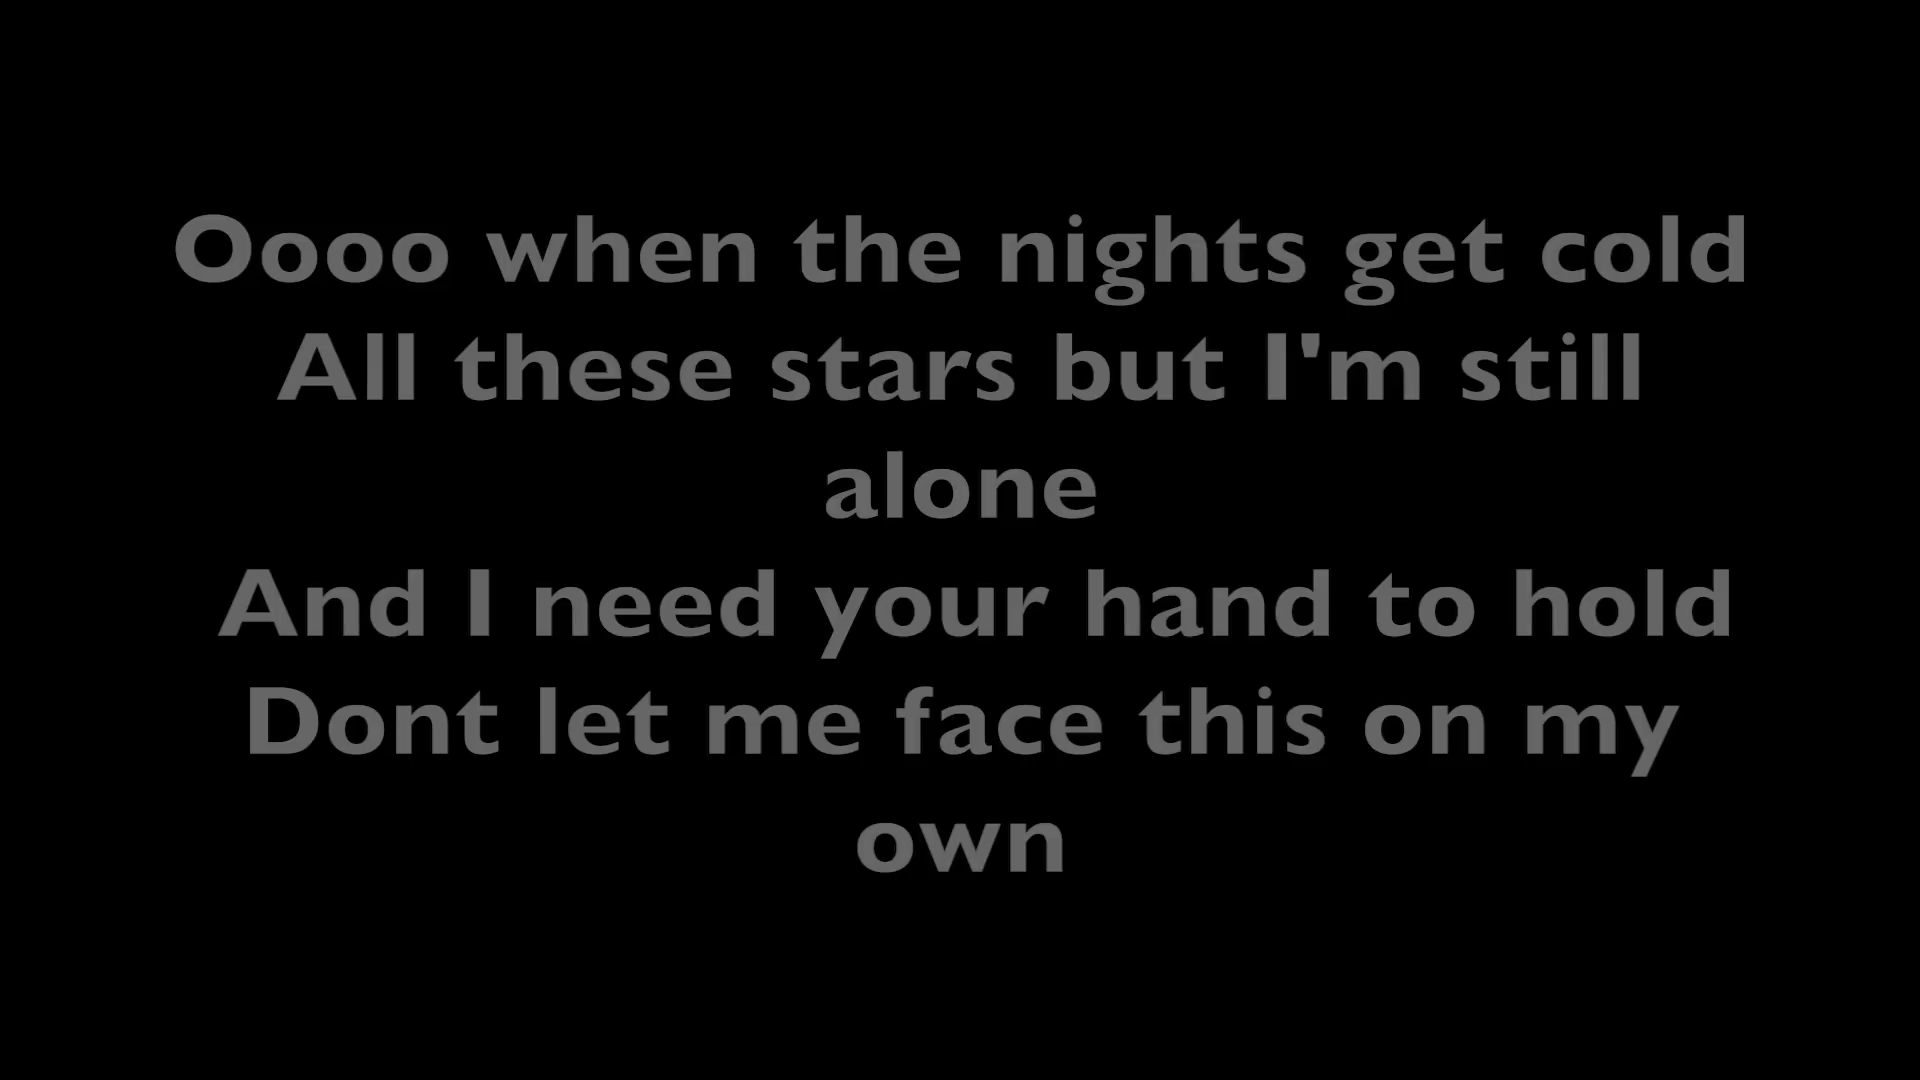 Oooo when the nights get cold
All these stars but I'm still
alone
And I need your hand to hold
Dont let me face this on my
own